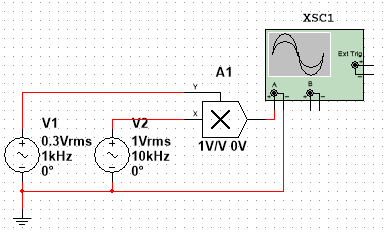 XSC1
Ext Trig
+
A B
+ - + -
A1
Y
X
1V/V 0V
V1
0.3Vrms
1kHz
0°
V2
1Vrms
10kHz
0°